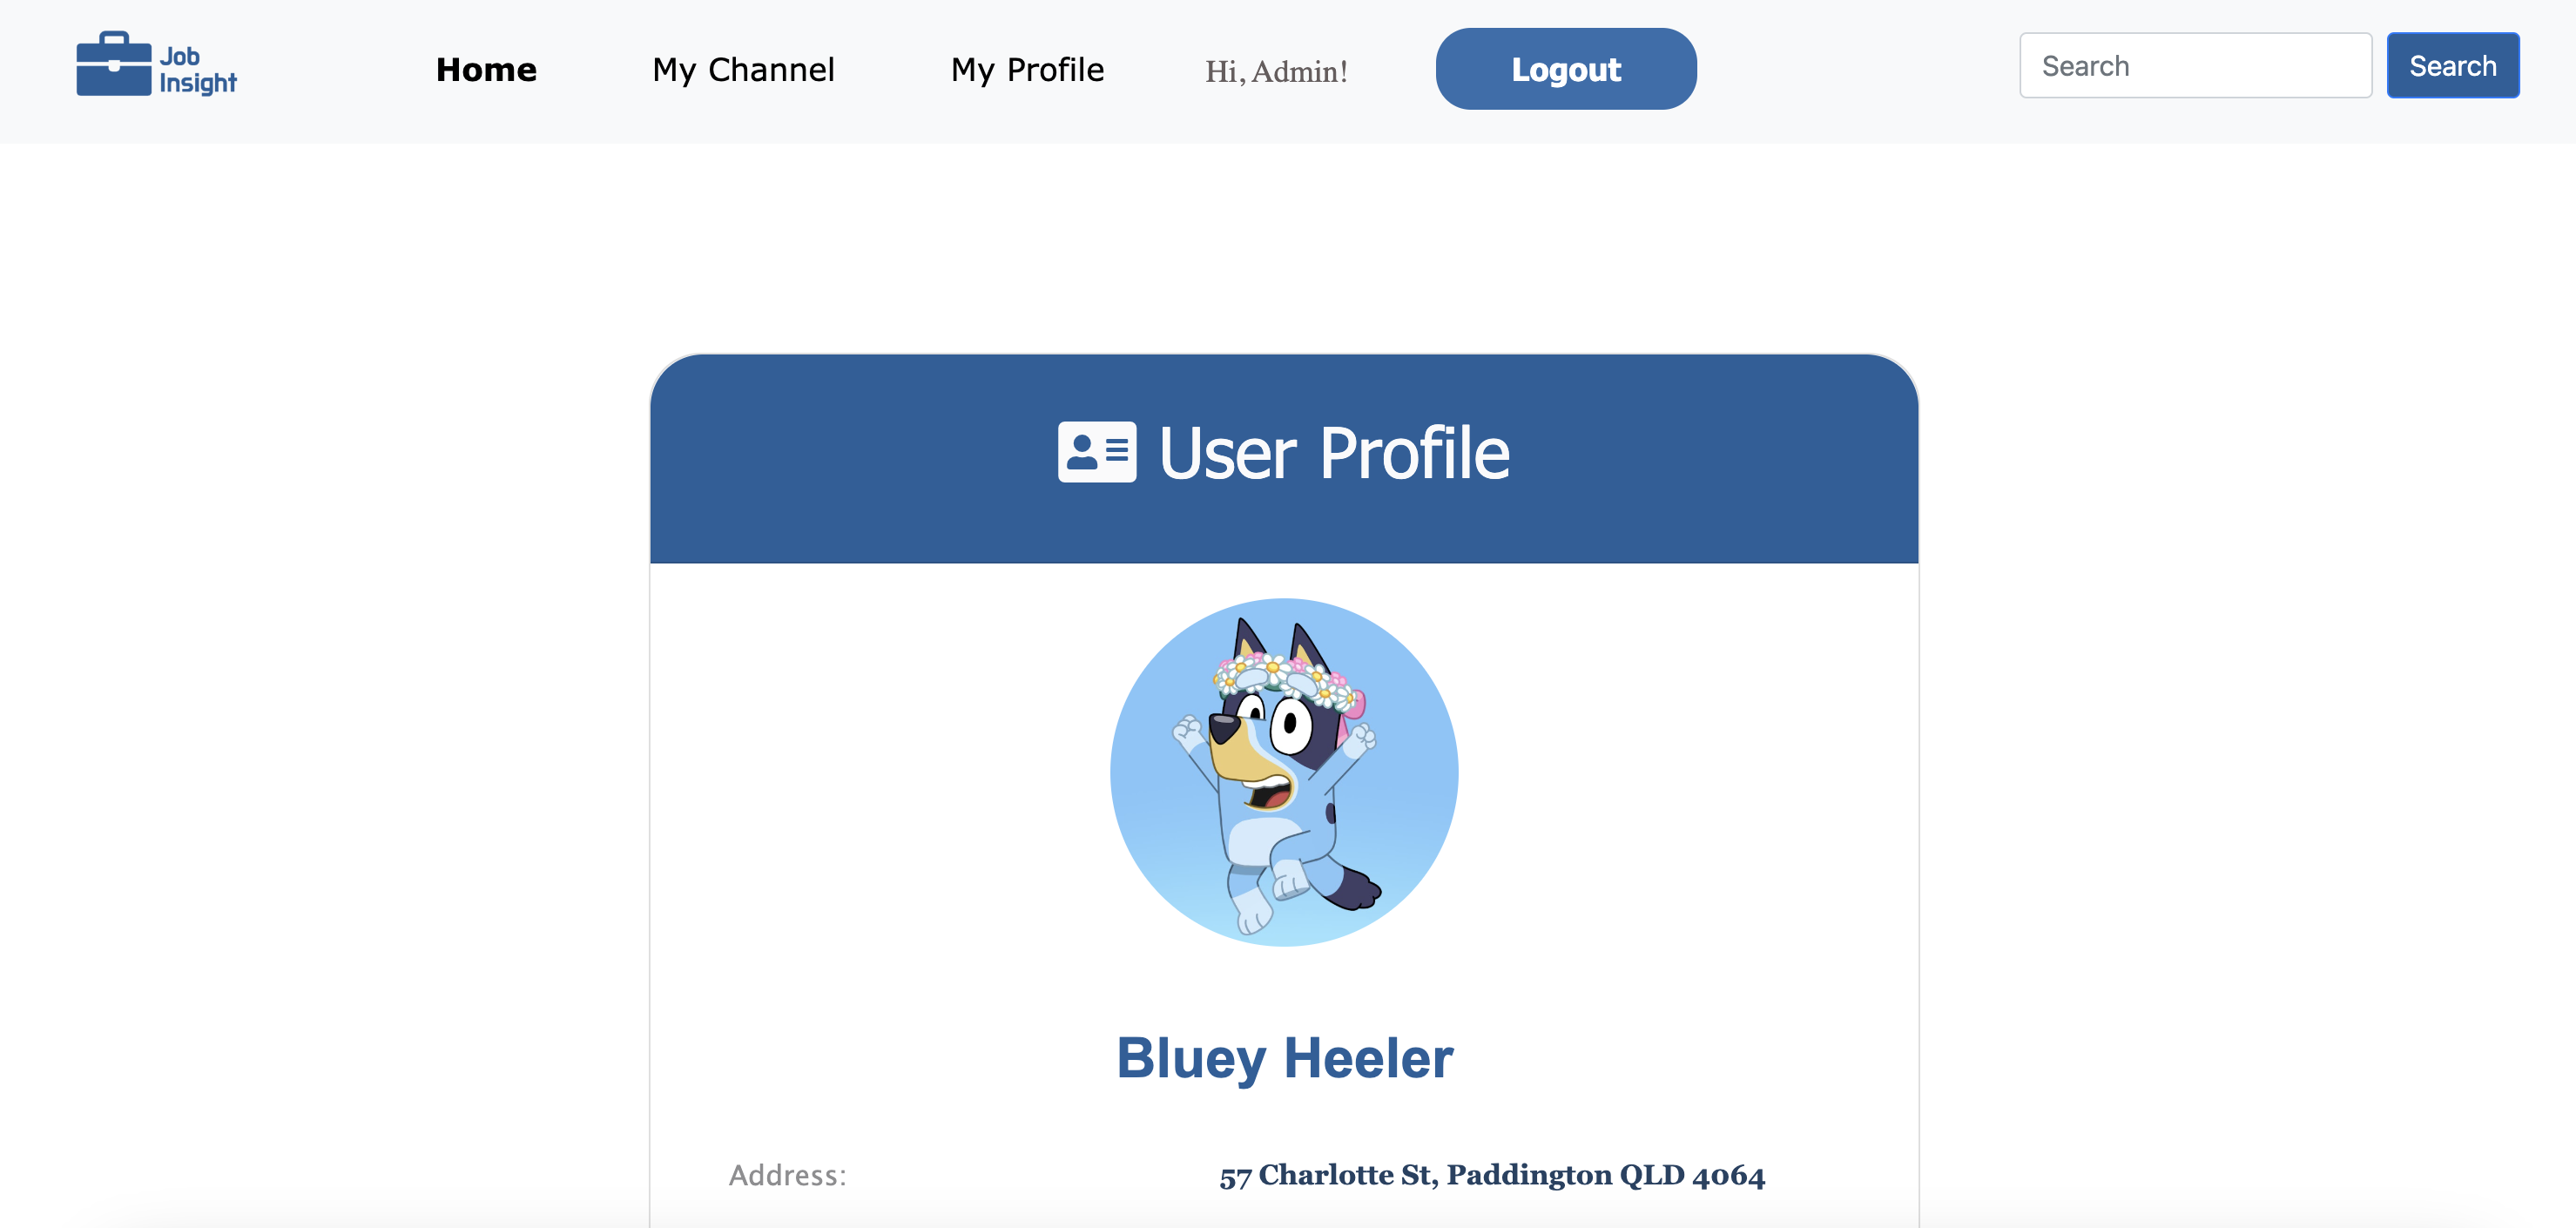 Job
Insight
Home
My Channel
My Profile
Hi, Admin!
Logout
Search
Search
User Profile
Bluey Heeler
Address:
57 Charlotte St, Paddington QLD 4064